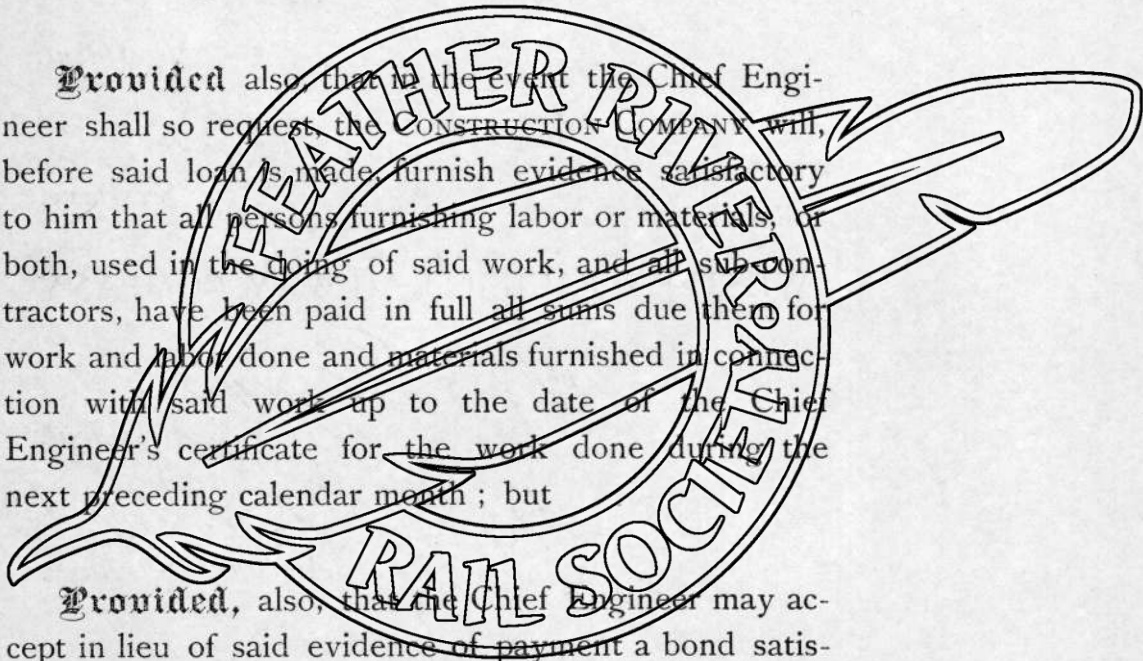 Provided also, that in the event the Chief Engi-
neer shall so request, the CONSTRUCTION COMPANY will,
before said loan is made, furnish evidence satisfactory
to him that all persons furnishing labor or materials, or
both, used in the doing of said work, and all sub-con-
tractors, have been paid in full all sums due them for
work and labor done and materials furnished in connec-
tion with said work up to the date of the Chief
Engineer's certificate for the work done during the
next preceding calendar month ; but
Provided, also, that the Chief Engineer may ac-
cept in lieu of said evidence of payment a bond satis-
FEATHER RIVER
RAIL SOCIETY